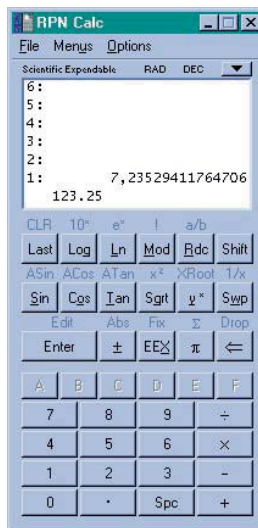 RPN Calc
File Menus Options
Scientific Expendable RAD DEC
6:
5:
4:
3:
2:
1: 7,23529411764706
123.25
CLR 10ˣ eˣ ! a/b
Last Log Ln Mod Rdc Shift
ASin ACos ATan x² XRoot 1/x
Sin Cos Tan Sqrt yˣ Swp
Edit Abs Fix Σ Drop
Enter ± EEX π ⇐
A B C D E F
7 8 9 ÷
4 5 6 ×
1 2 3 −
0 . Spc +